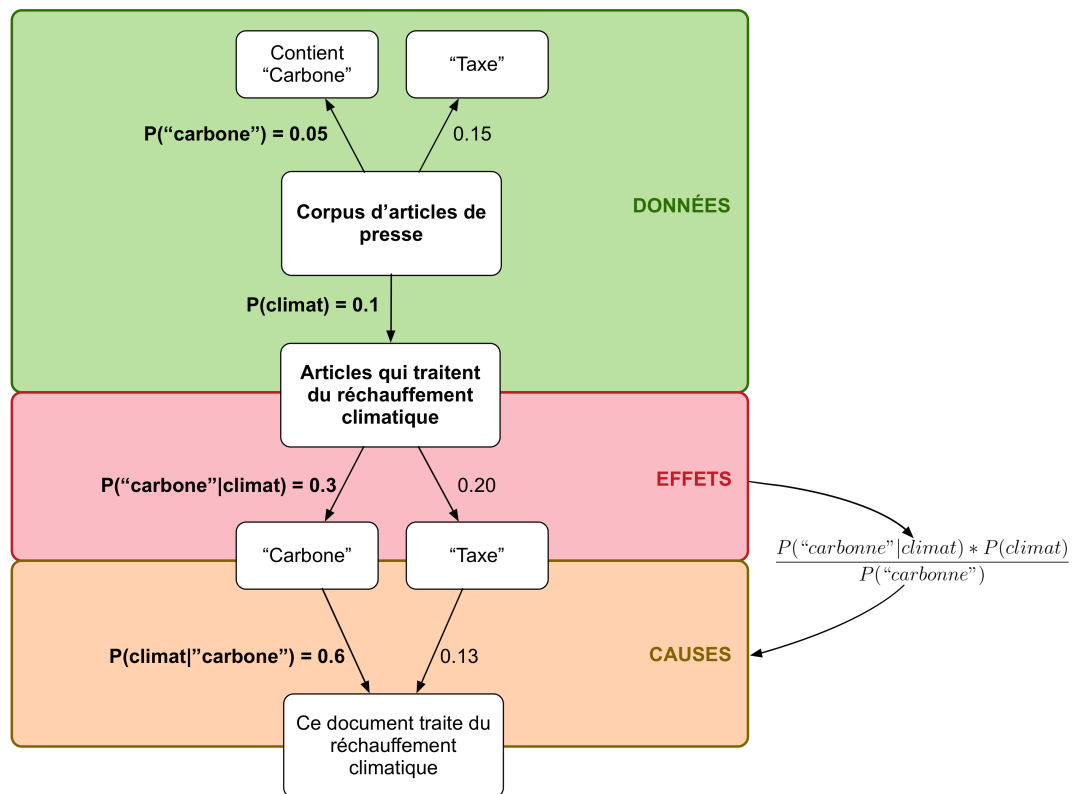 Contient
“Carbone”
“Taxe”
P(“carbone”) = 0.05
0.15
Corpus d’articles de
presse
DONNÉES
P(climat) = 0.1
Articles qui traitent
du réchauffement
climatique
P(“carbone”|climat) = 0.3
0.20
EFFETS
“Carbone”
“Taxe”
P(“carbonne”|climat) ∗ P(climat)
P(“carbonne”)
P(climat|”carbone”) = 0.6
0.13
CAUSES
Ce document traite du
réchauffement
climatique